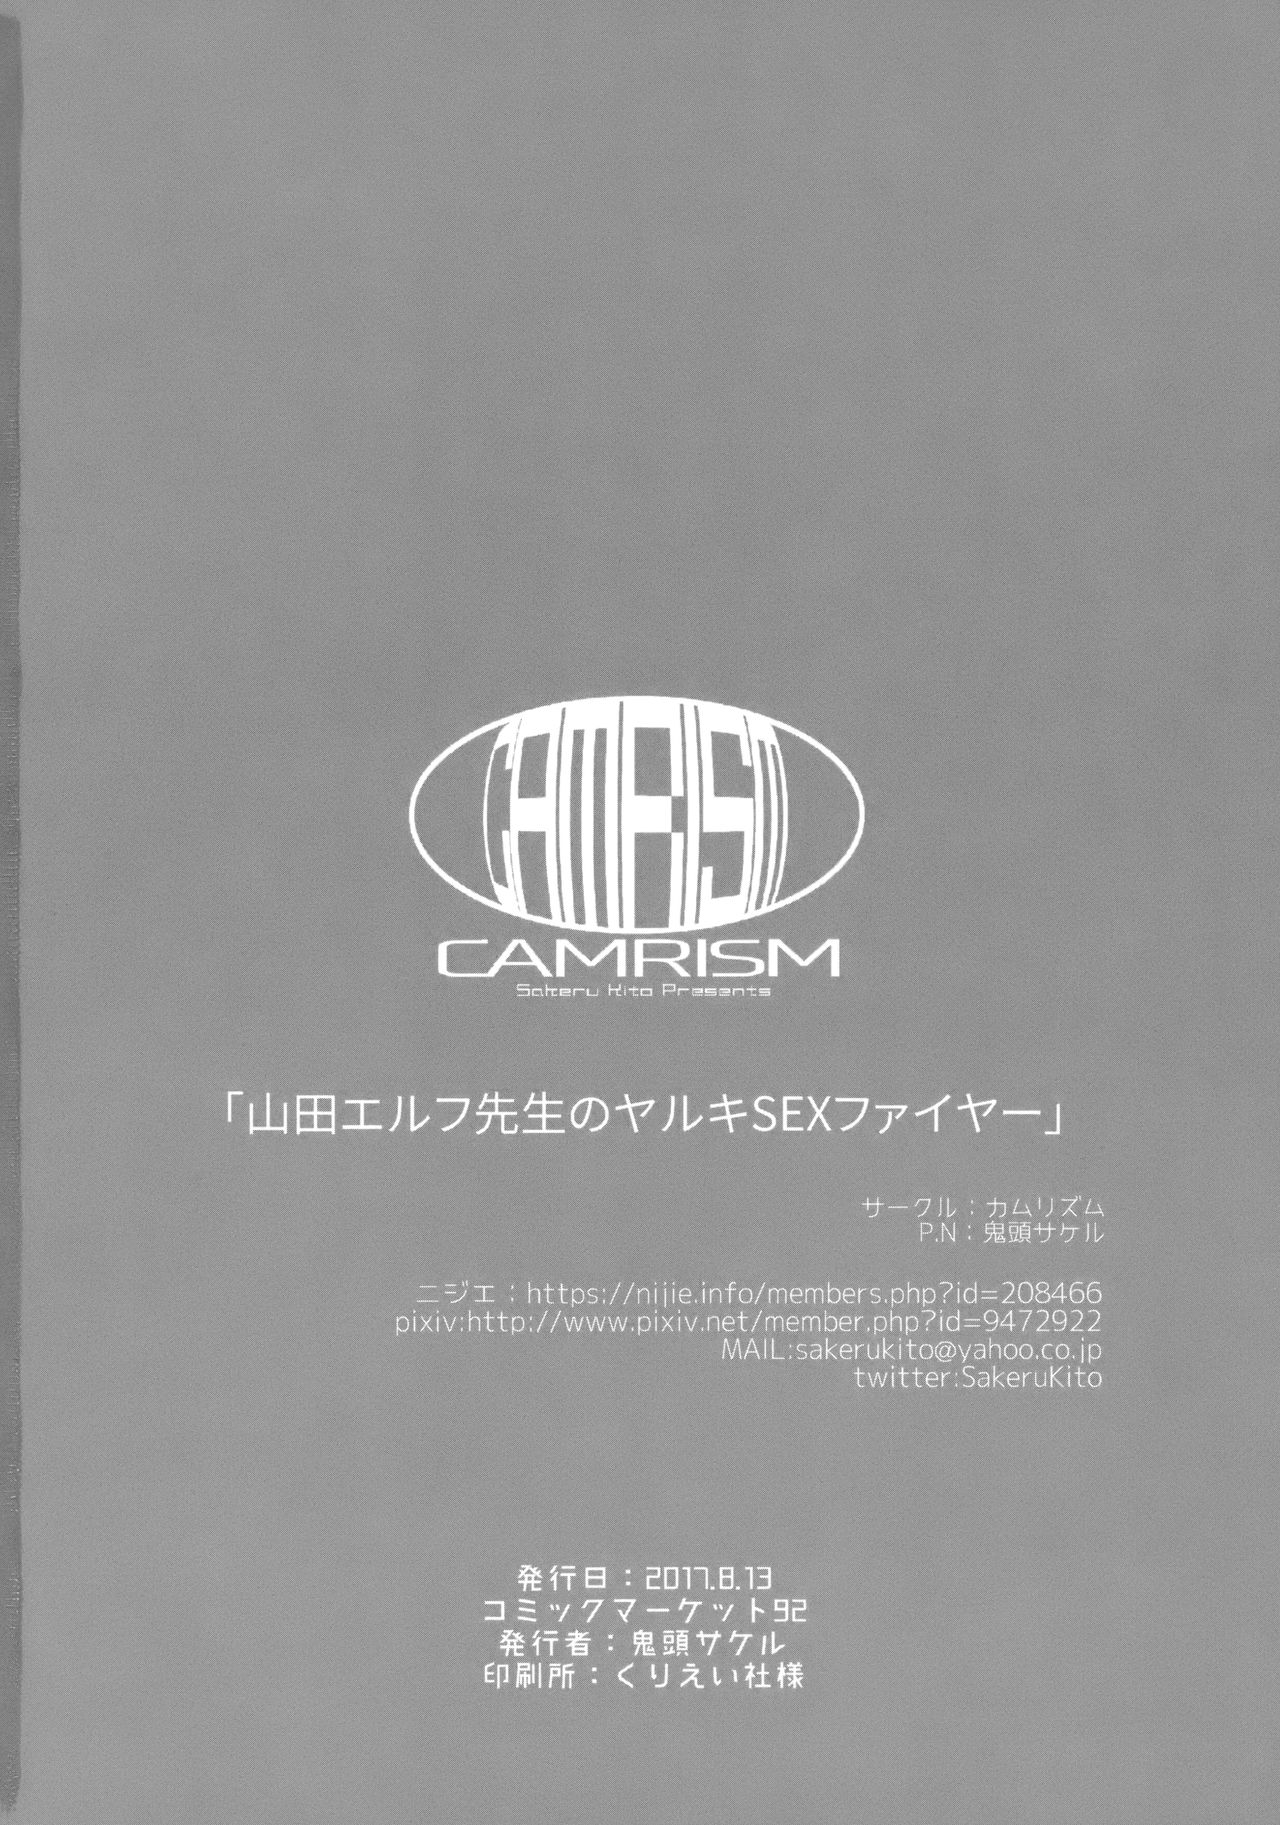 CAMRISM
CAMRISM
Sakeru Kito Presents
「山田エルフ先生のヤルキSEXファイヤー」
サークル：カムリズム
P.N：鬼頭サケル
ニジエ：https://nijie.info/members.php?id=208466
pixiv:http://www.pixiv.net/member.php?id=9472922
MAIL:sakerukito@yahoo.co.jp
twitter:SakeruKito
発行日：2017.8.13
コミックマーケット92
発行者：鬼頭サケル
印刷所：くりえい社様